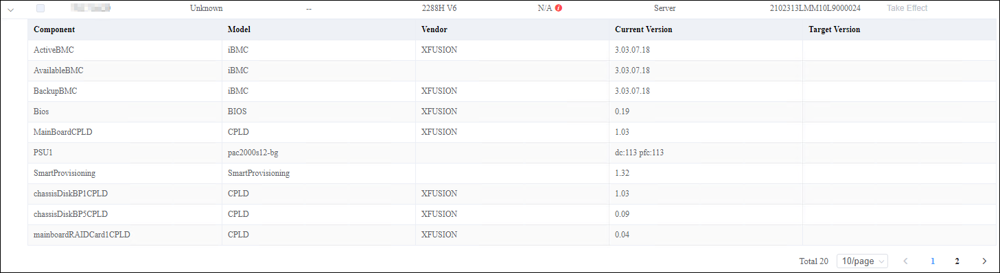 Unknown -- 2288H V6 N/A Server 2102313LMM10L9000024 Take Effect
Component Model Vendor Current Version Target Version
ActiveBMC iBMC XFUSION 3.03.07.18
AvailableBMC iBMC 3.03.07.18
BackupBMC iBMC XFUSION 3.03.07.18
Bios BIOS XFUSION 0.19
MainBoardCPLD CPLD XFUSION 1.03
PSU1 pac2000s12-bg dc:113 pfc:113
SmartProvisioning SmartProvisioning 1.32
chassisDiskBP1CPLD CPLD XFUSION 1.03
chassisDiskBP5CPLD CPLD XFUSION 0.09
mainboardRAIDCard1CPLD CPLD XFUSION 0.04
Total 20 10/page 1 2